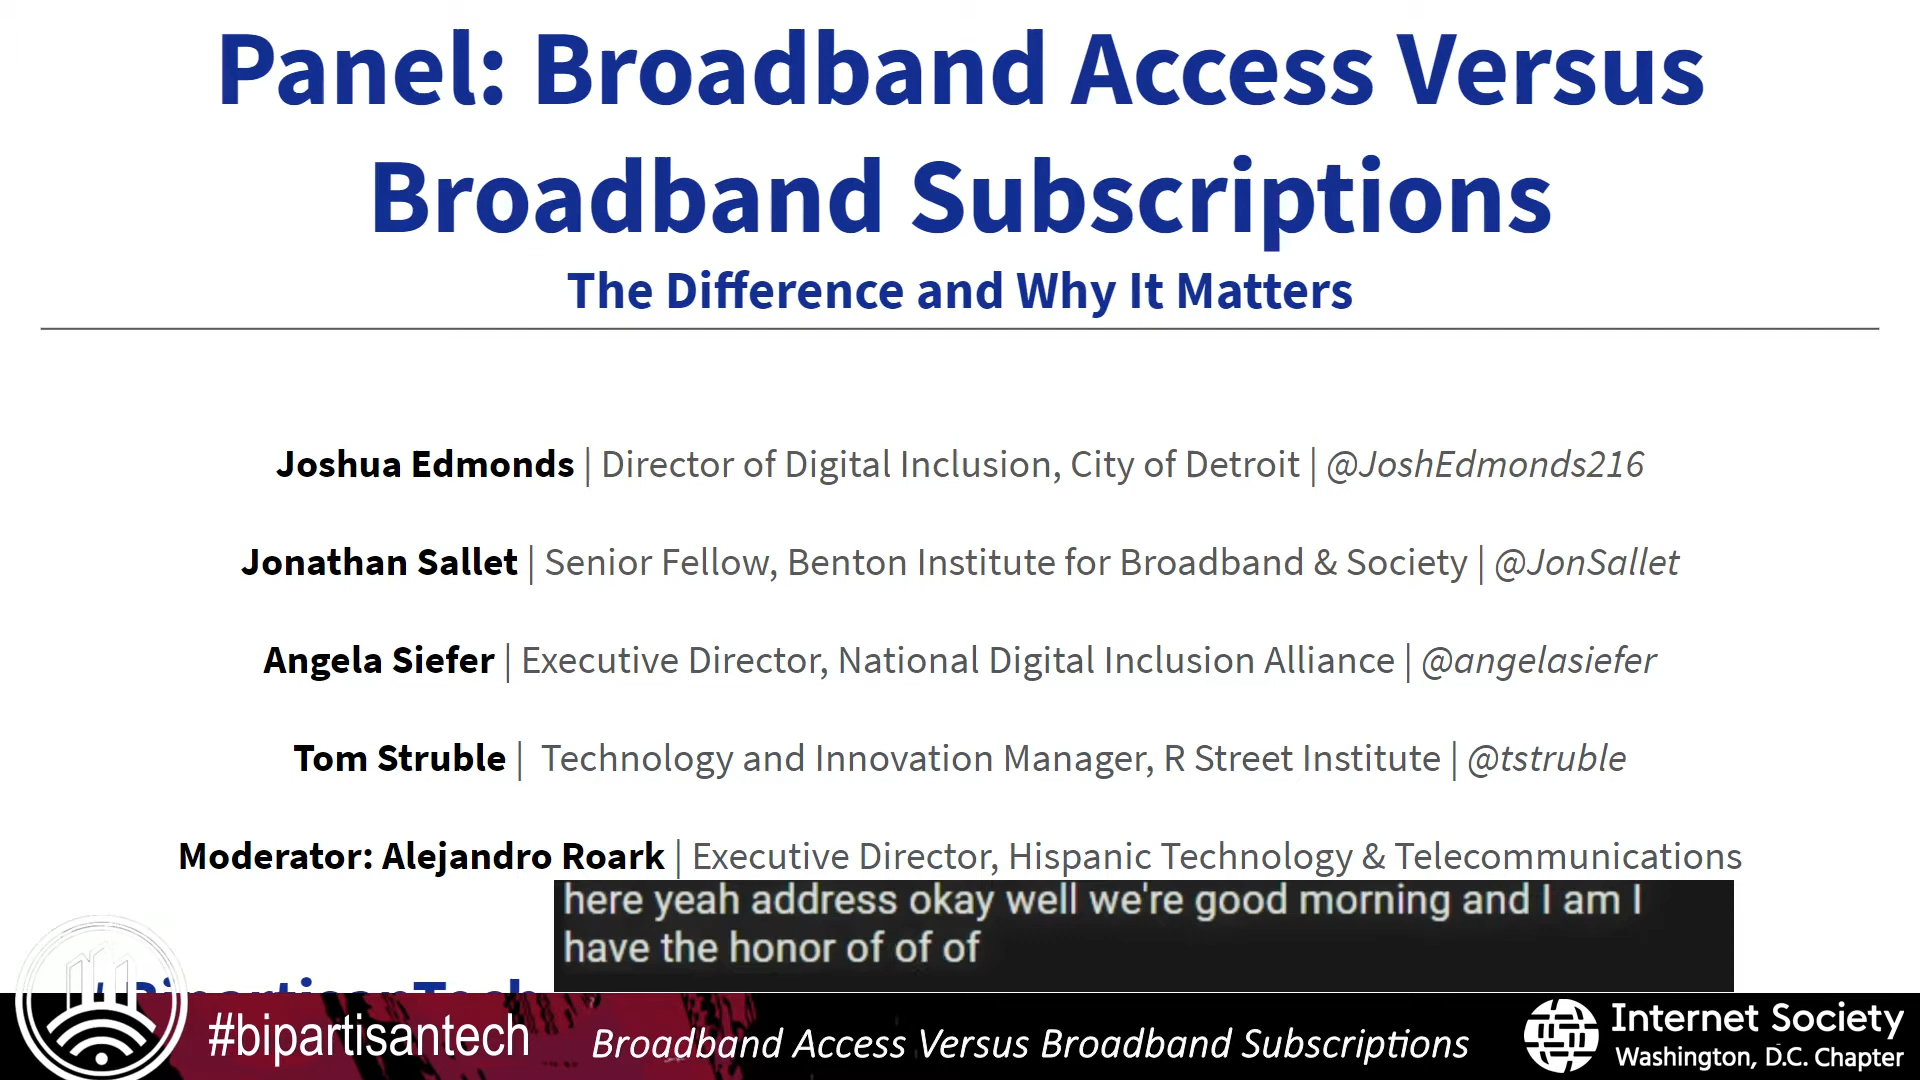 Panel: Broadband Access Versus
Broadband Subscriptions
The Difference and Why It Matters
Joshua Edmonds | Director of Digital Inclusion, City of Detroit | @JoshEdmonds216
Jonathan Sallet | Senior Fellow, Benton Institute for Broadband & Society | @JonSallet
Angela Siefer | Executive Director, National Digital Inclusion Alliance | @angelasiefer
Tom Struble | Technology and Innovation Manager, R Street Institute | @tstruble
Moderator: Alejandro Roark | Executive Director, Hispanic Technology & Telecommunications
here yeah address okay well we're good morning and I am I
have the honor of of of
#BipartisanTech
#bipartisantech
Broadband Access Versus Broadband Subscriptions
Internet Society
Washington, D.C. Chapter